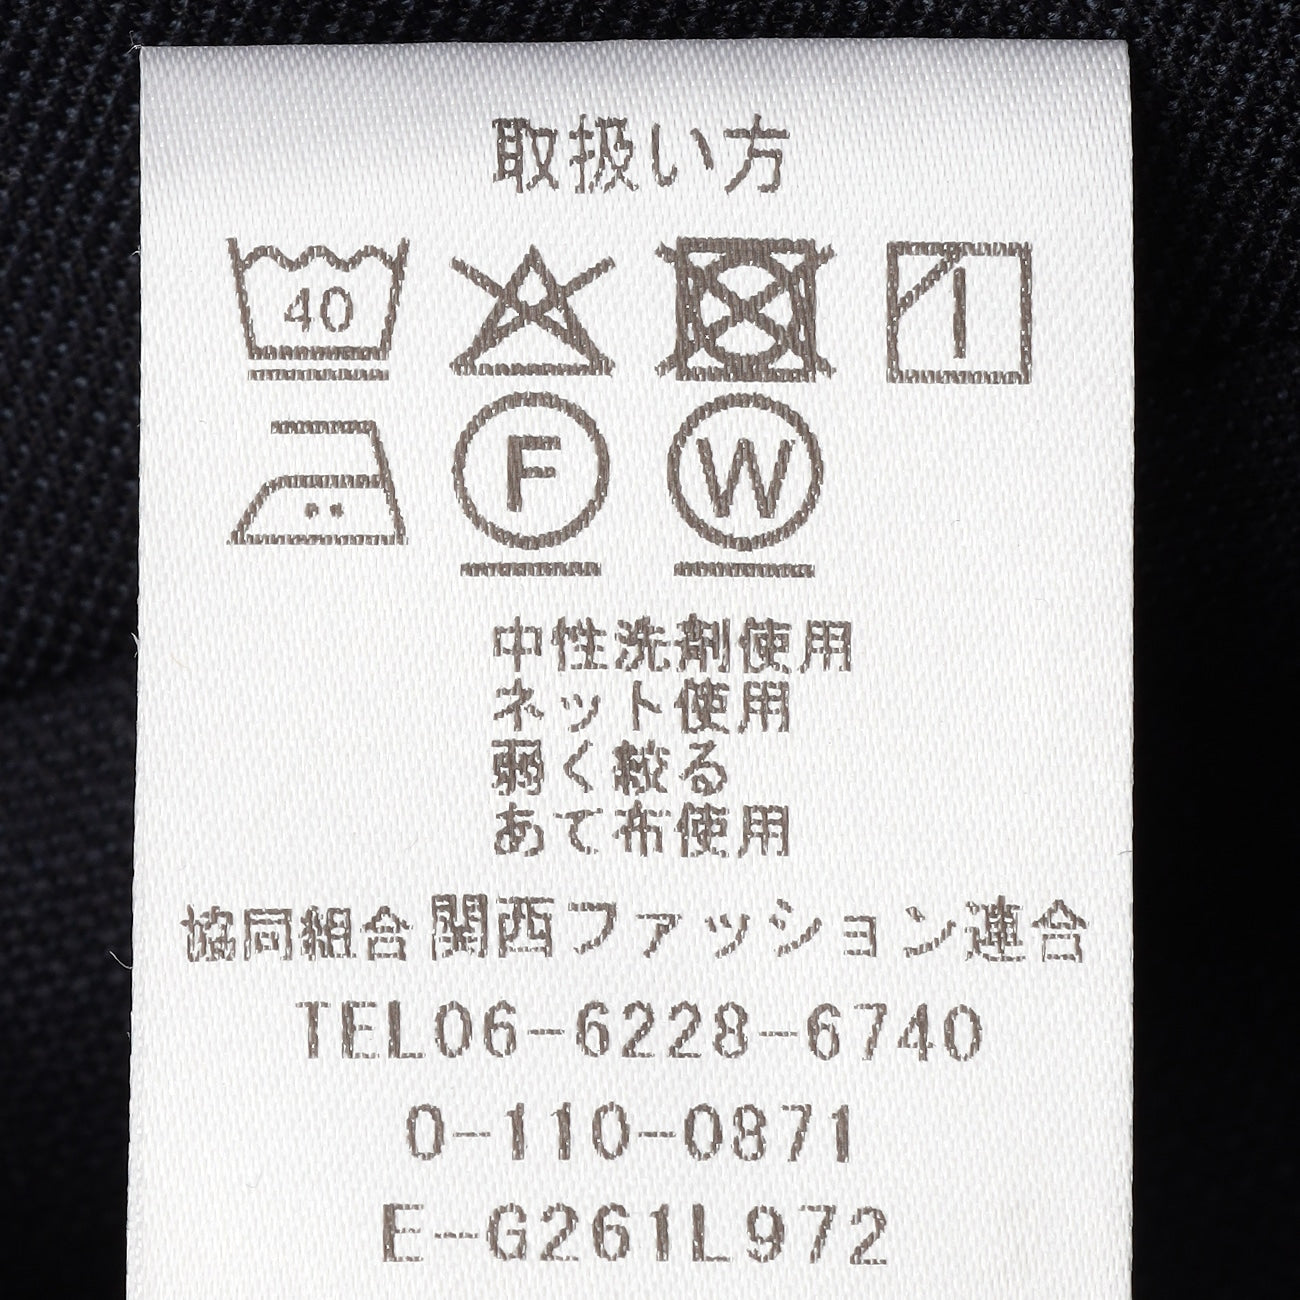 取扱い方
40
F W
中性洗剤使用
ネット使用
弱く絞る
あて布使用
協同組合関西ファッション連合
TEL06-6228-6740
0-110-0871
E-G261L972